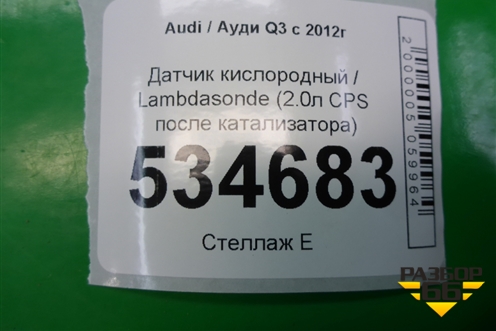 Audi / Ауди Q3 с 2012г
Датчик кислородный /
Lambdasonde (2.0л CPS
после катализатора)
534683
Стеллаж Е
2000005059964
РАЗБОР
66